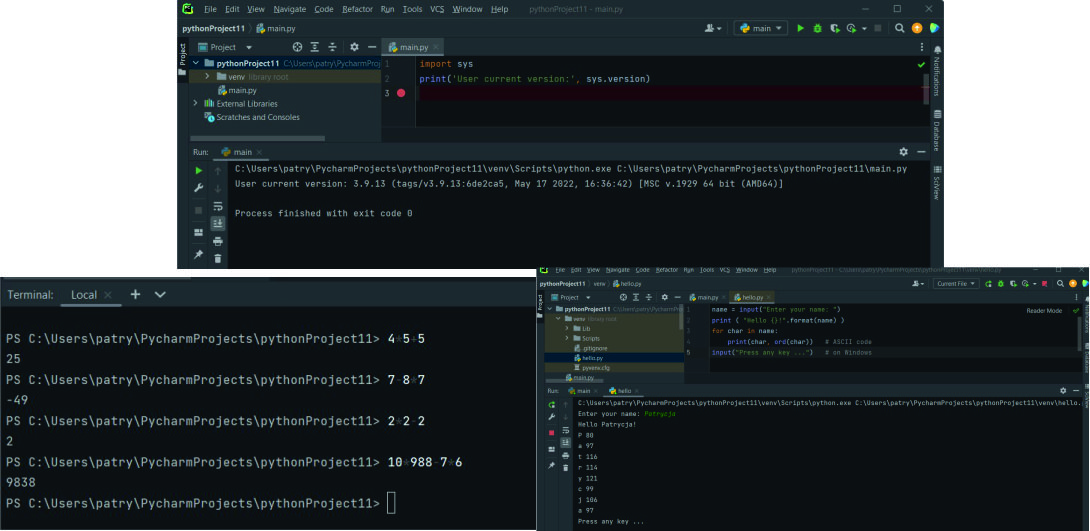 File Edit View Navigate Code Refactor Run Tools VCS Window Help pythonProject11 - main.py
pythonProject11 main.py
main
Project
main.py
Project
pythonProject11 C:\Users\patry\PycharmProj
venv library root
main.py
External Libraries
Scratches and Consoles
1 import sys
2 print('User current version:', sys.version)
3
Notifications
Database
SciView
Run: main
C:\Users\patry\PycharmProjects\pythonProject11\venv\Scripts\python.exe C:\Users\patry\PycharmProjects\pythonProject11\main.py
User current version: 3.9.13 (tags/v3.9.13:6de2ca5, May 17 2022, 16:36:42) [MSC v.1929 64 bit (AMD64)]
Process finished with exit code 0
Terminal: Local
PS C:\Users\patry\PycharmProjects\pythonProject11> 4*5+5
25
PS C:\Users\patry\PycharmProjects\pythonProject11> 7-8*7
-49
PS C:\Users\patry\PycharmProjects\pythonProject11> 2*2-2
2
PS C:\Users\patry\PycharmProjects\pythonProject11> 10*988-7*6
9838
PS C:\Users\patry\PycharmProjects\pythonProject11>
File Edit View Navigate Code Refactor Run Tools VCS Window Help
pythonProject11 venv hello.py
Current File
Project
main.py hello.py
Project
pythonProject11 C:\Users\patry\PycharmProj
venv library root
Lib
Scripts
.gitignore
hello.py
pyvenv.cfg
main.py
Reader Mode
1 name = input("Enter your name: ")
2 print ( "Hello {}!".format(name) )
3 for char in name:
4 print(char, ord(char)) # ASCII code
5 input("Press any key ...") # on Windows
Run: main hello
C:\Users\patry\PycharmProjects\pythonProject11\venv\Scripts\python.exe C:/Users/patry/PycharmProjects/pythonProject11/venv/hello.
Enter your name: Patrycja
Hello Patrycja!
P 80
a 97
t 116
r 114
y 121
c 99
j 106
a 97
Press any key ...